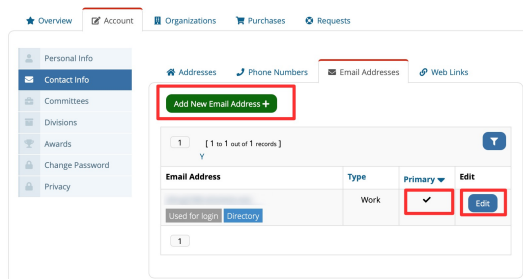 Overview Account Organizations Purchases Requests
Personal Info
Contact Info
Committees
Divisions
Awards
Change Password
Privacy
Addresses Phone Numbers Email Addresses Web Links
Add New Email Address +
1 [ 1 to 1 out of 1 records ]
Y
Email Address Type Primary Edit
Work Edit
Used for login Directory
1